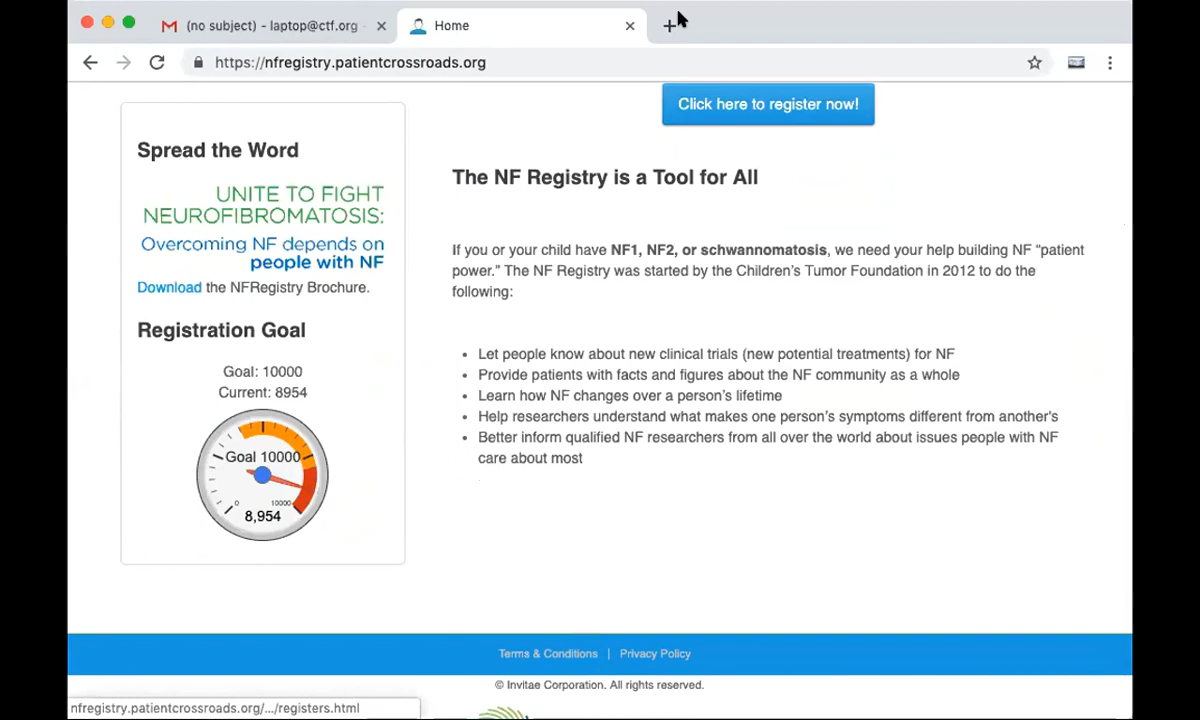 (no subject) - laptop@ctf.org -
Home
https://nfregistry.patientcrossroads.org
Click here to register now!
Spread the Word
UNITE TO FIGHT
NEUROFIBROMATOSIS:
Overcoming NF depends on
people with NF
Download the NFRegistry Brochure.
Registration Goal
Goal: 10000
Current: 8954
Goal 10000
0
10000
8,954
The NF Registry is a Tool for All
If you or your child have NF1, NF2, or schwannomatosis, we need your help building NF “patient
power.” The NF Registry was started by the Children’s Tumor Foundation in 2012 to do the
following:
• Let people know about new clinical trials (new potential treatments) for NF
• Provide patients with facts and figures about the NF community as a whole
• Learn how NF changes over a person’s lifetime
• Help researchers understand what makes one person’s symptoms different from another's
• Better inform qualified NF researchers from all over the world about issues people with NF
care about most
Terms & Conditions | Privacy Policy
© Invitae Corporation. All rights reserved.
nfregistry.patientcrossroads.org/.../registers.html